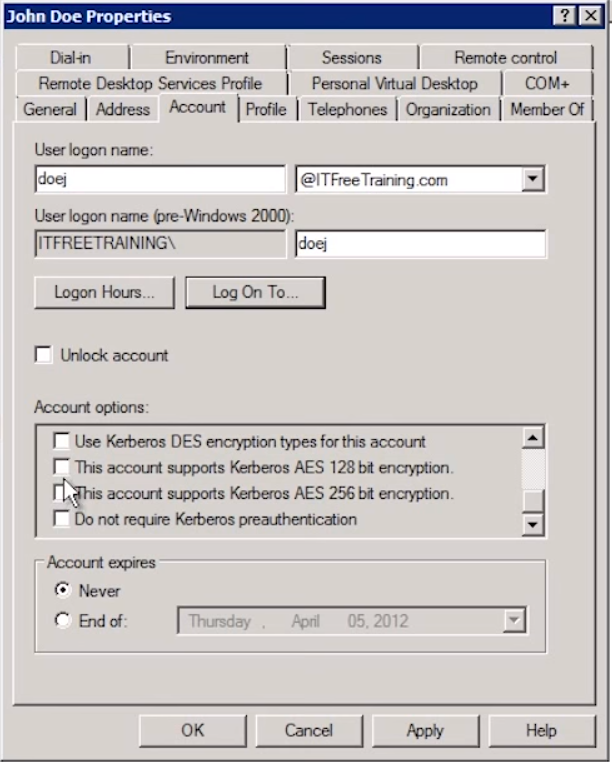 John Doe Properties
Dial-in Environment Sessions Remote control
Remote Desktop Services Profile Personal Virtual Desktop COM+
General Address Account Profile Telephones Organization Member Of
User logon name:
doej @ITFreeTraining.com
User logon name (pre-Windows 2000):
ITFREETRAINING\ doej
Logon Hours... Log On To...
Unlock account
Account options:
Use Kerberos DES encryption types for this account
This account supports Kerberos AES 128 bit encryption.
This account supports Kerberos AES 256 bit encryption.
Do not require Kerberos preauthentication
Account expires
Never
End of: Thursday , April 05, 2012
OK Cancel Apply Help